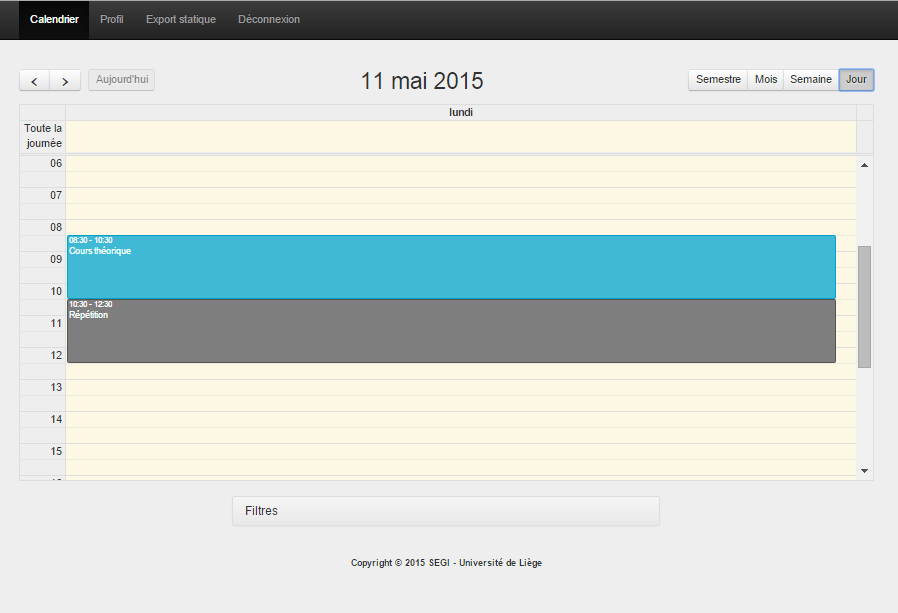 Calendrier Profil Export statique Déconnexion
Aujourd'hui 11 mai 2015 Semestre Mois Semaine Jour
lundi
Toute la
journée
06
07
08
08:30 - 10:30
Cours théorique
09
10
10:30 - 12:30
Répétition
11
12
13
14
15
Filtres
Copyright © 2015 SEGI - Université de Liège